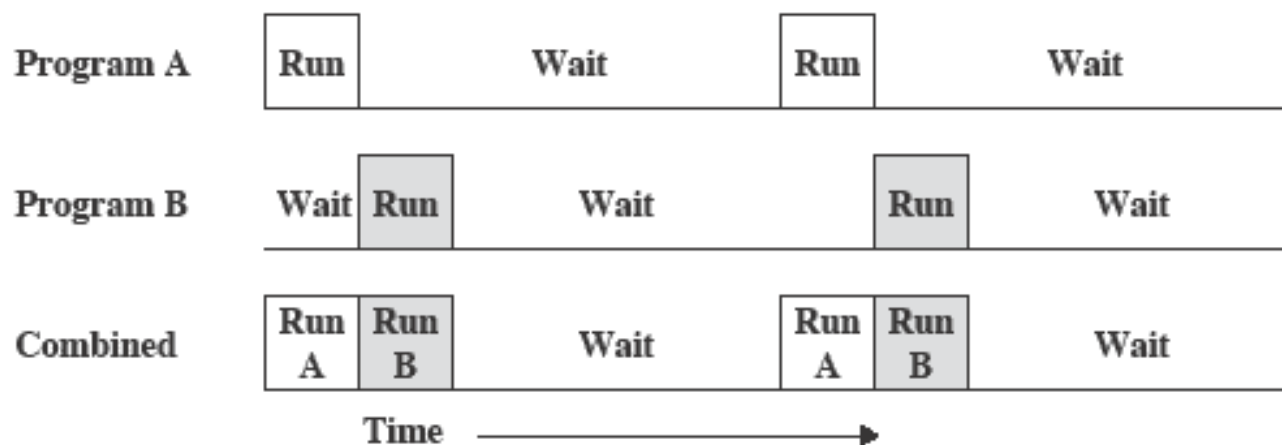 Program A Run Wait Run Wait
Program B Wait Run Wait Run Wait
Combined Run A Run B Wait Run A Run B Wait
Time